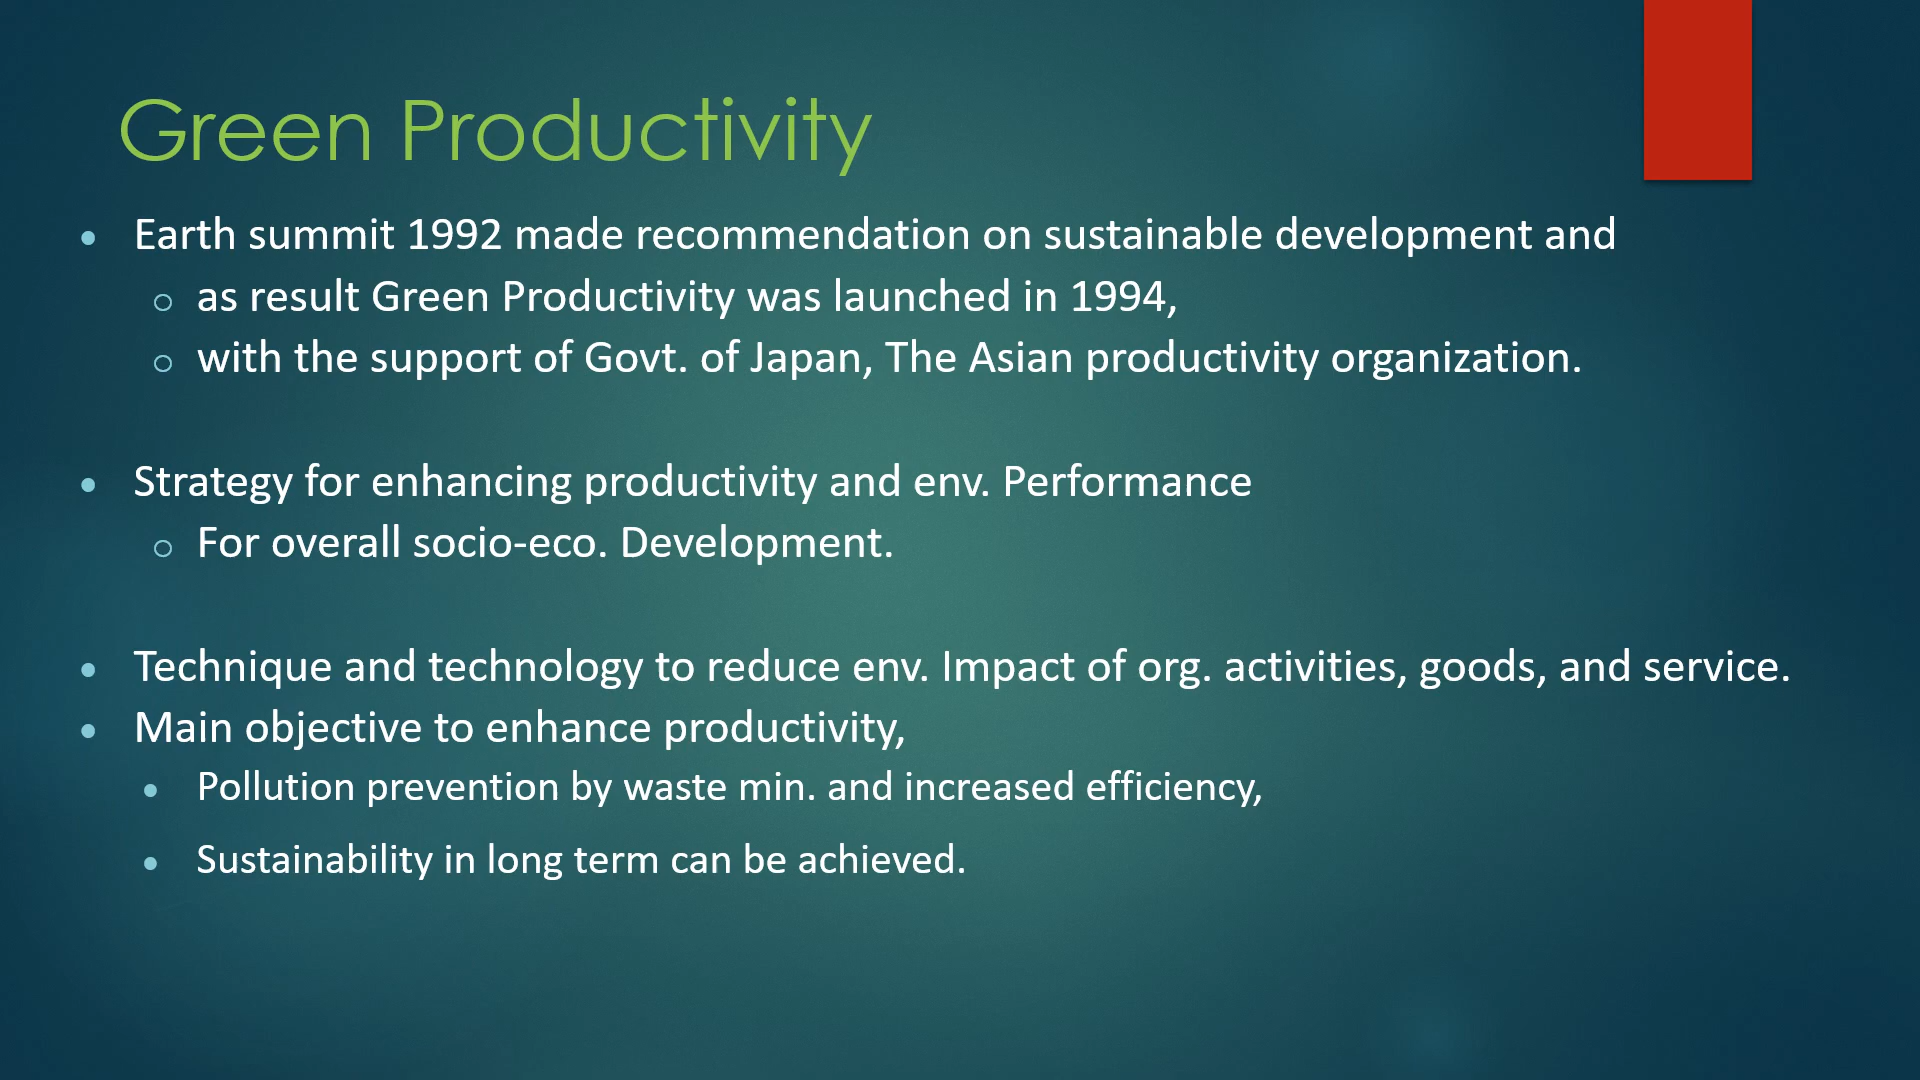 Green Productivity
Earth summit 1992 made recommendation on sustainable development and
as result Green Productivity was launched in 1994,
with the support of Govt. of Japan, The Asian productivity organization.
Strategy for enhancing productivity and env. Performance
For overall socio-eco. Development.
Technique and technology to reduce env. Impact of org. activities, goods, and service.
Main objective to enhance productivity,
Pollution prevention by waste min. and increased efficiency,
Sustainability in long term can be achieved.